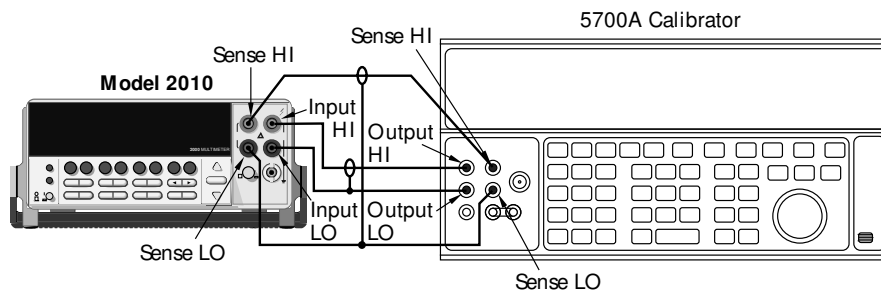 5700A Calibrator
Sense HI
Sense HI
Model 2010
Input
HI
Output
HI
2000 MULTIMETER
Input
LO
Output
LO
Sense LO
Sense LO